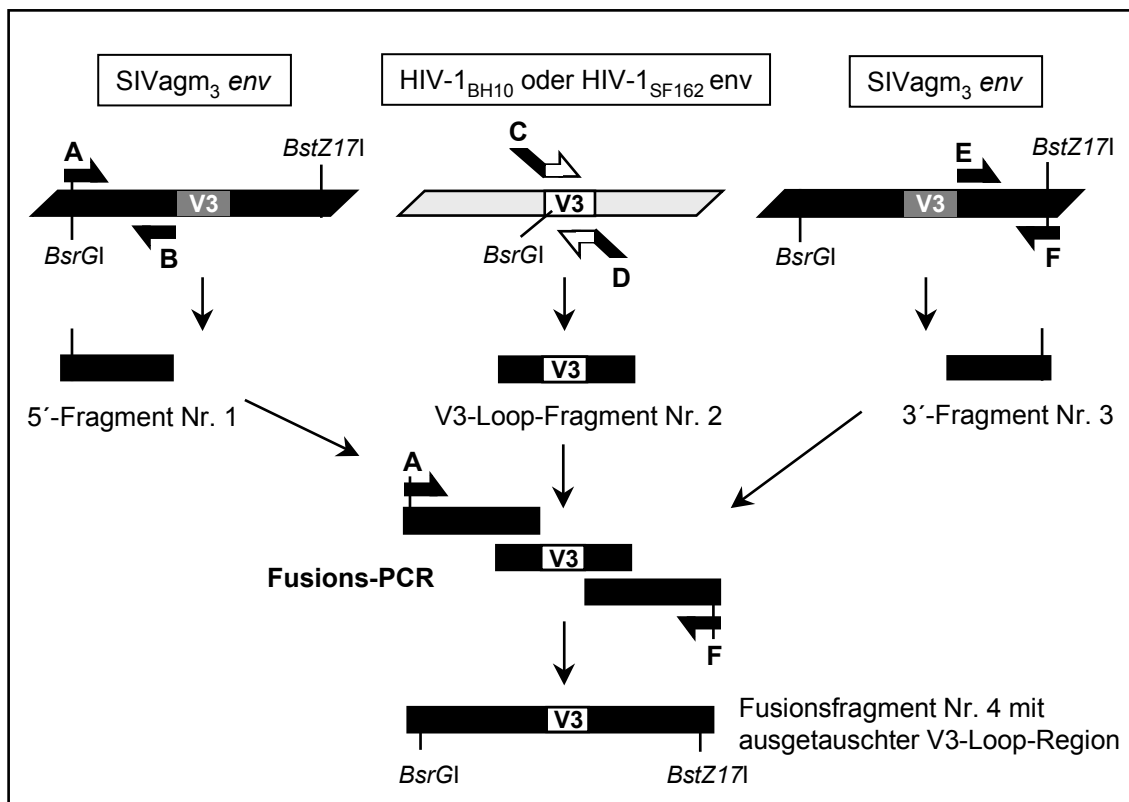 SIVagm3 env
HIV-1BH10 oder HIV-1SF162 env
SIVagm3 env
A
BstZ17I
C
E
BstZ17I
V3
V3
V3
BsrGI
B
BsrGI
D
BsrGI
F
V3
5´-Fragment Nr. 1
V3-Loop-Fragment Nr. 2
3´-Fragment Nr. 3
A
V3
Fusions-PCR
F
V3
Fusionsfragment Nr. 4 mit
ausgetauschter V3-Loop-Region
BsrGI
BstZ17I